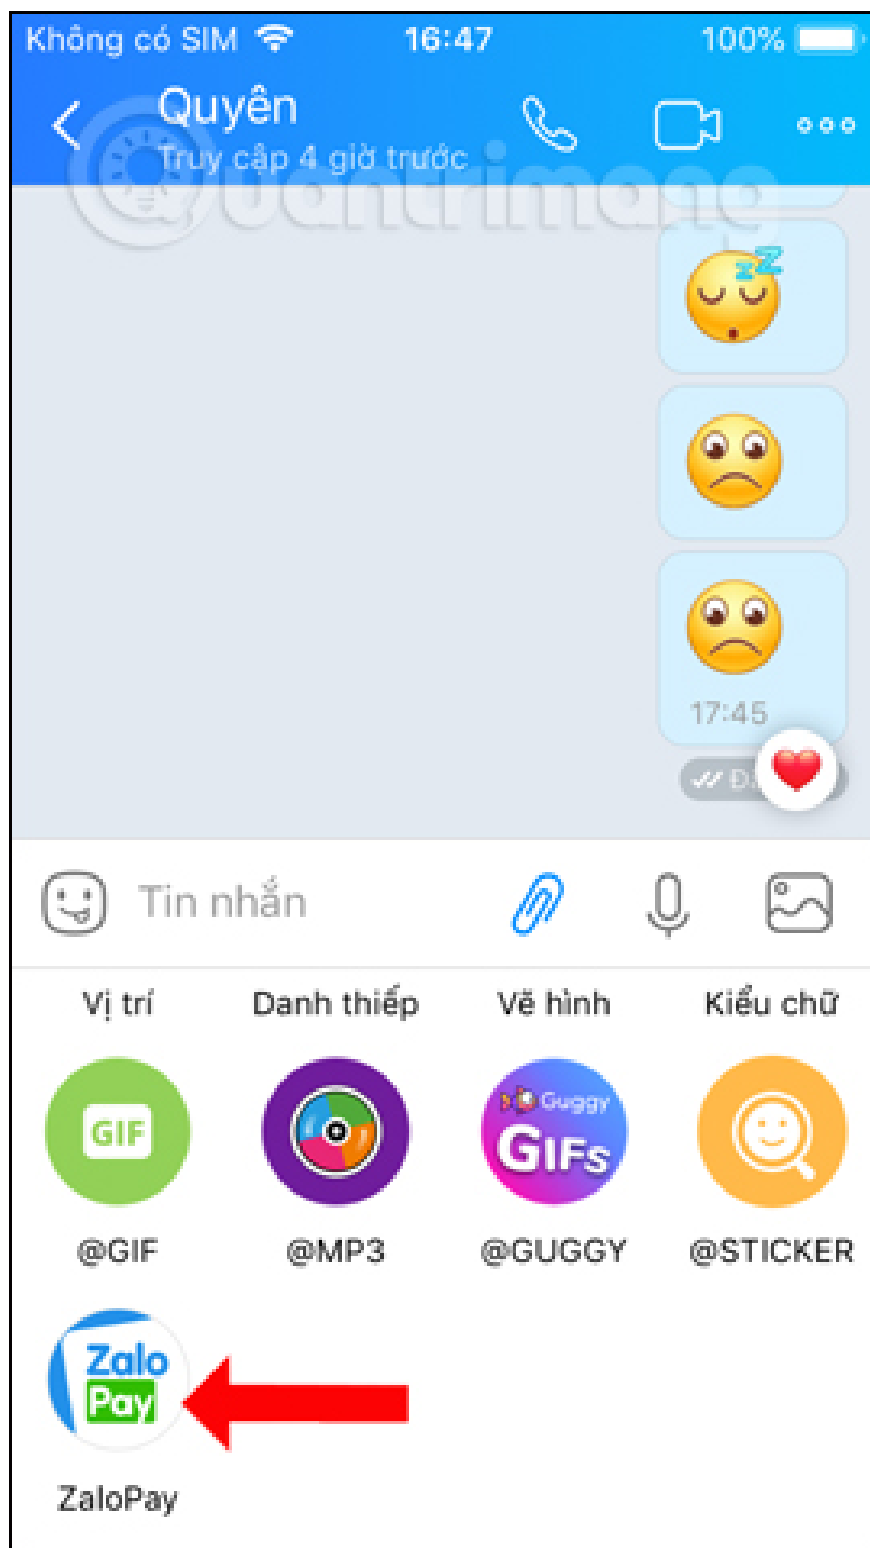 Không có SIM 16:47 100%
Quyên
Truy cập 4 giờ trước
Quantrimang
z Z
17:45
Tin nhắn
Vị trí Danh thiếp Vẽ hình Kiểu chữ
GIF Guggy GIFs
@GIF @MP3 @GUGGY @STICKER
Zalo
Pay
ZaloPay